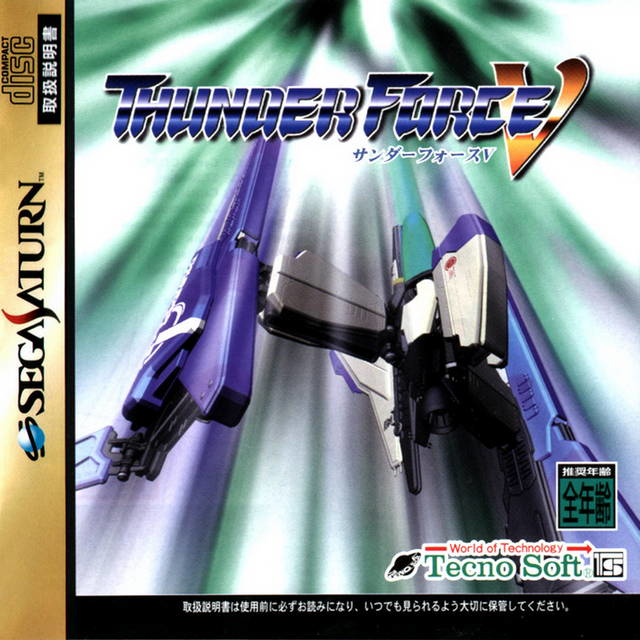 COMPACT
disc
取扱説明書
THUNDER FORCE V
サンダーフォースV
SEGA SATURN™
推奨年齢
全年齢
World of Technology
Tecno Soft®
取扱説明書は使用前に必ずお読みになり、いつでも見られるよう大切に保管してください。